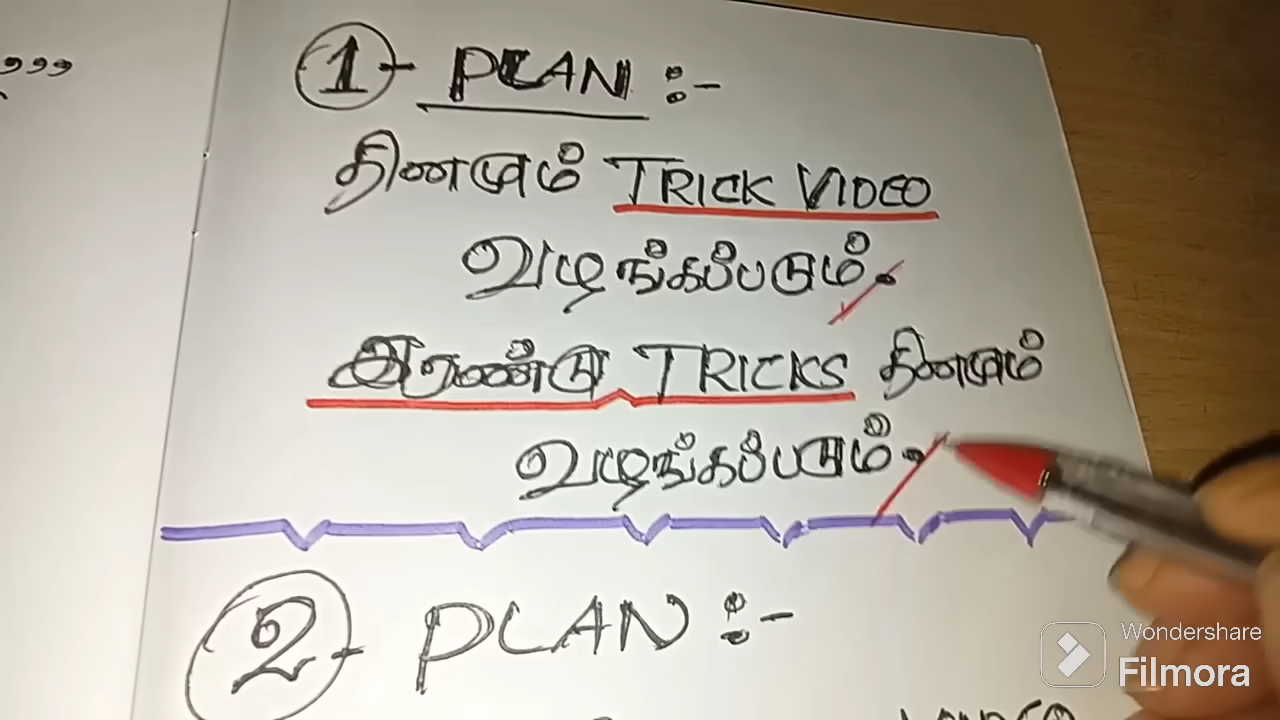 ,,,
1 - PLAN :-
தினமும் TRICK VIDEO
வழங்கப்படும்.
இரண்டு TRICKS தினமும்
வழங்கப்படும்.
2 - PLAN :-
Wondershare
Filmora